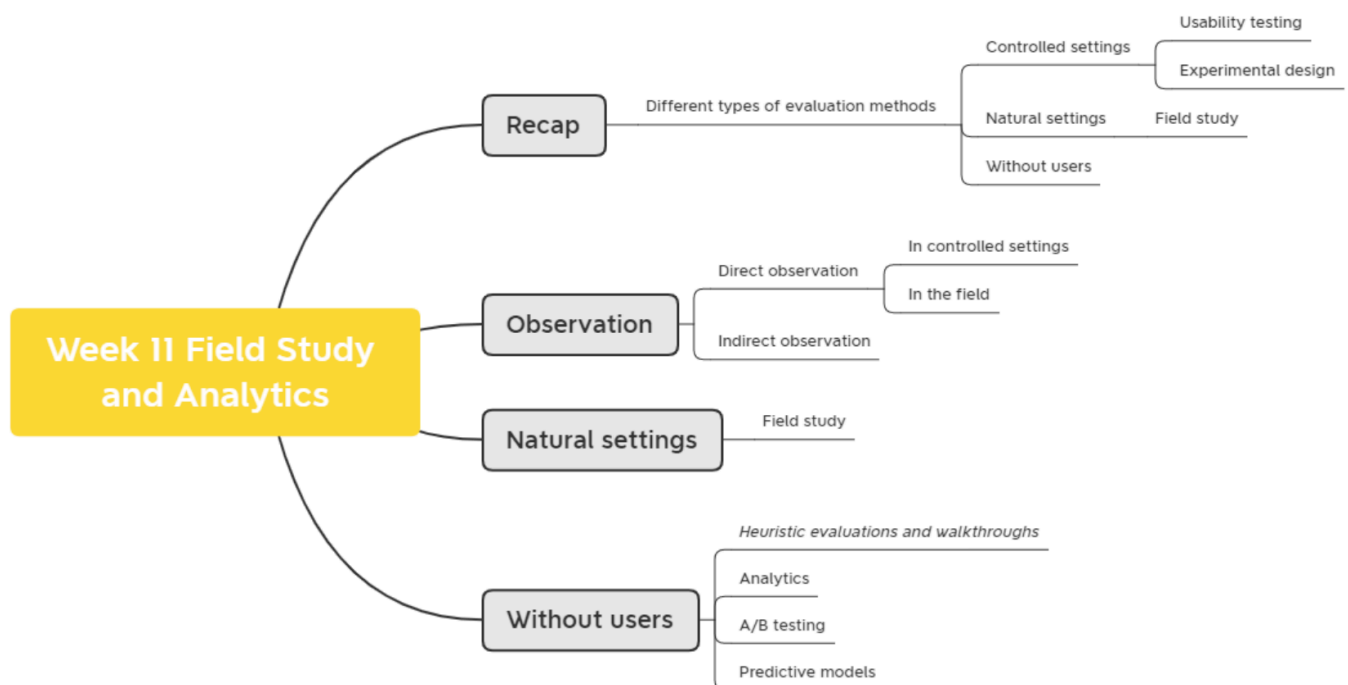 Week 11 Field Study
and Analytics
Recap
Different types of evaluation methods
Controlled settings
Usability testing
Experimental design
Natural settings
Field study
Without users
Observation
Direct observation
In controlled settings
In the field
Indirect observation
Natural settings
Field study
Without users
Heuristic evaluations and walkthroughs
Analytics
A/B testing
Predictive models